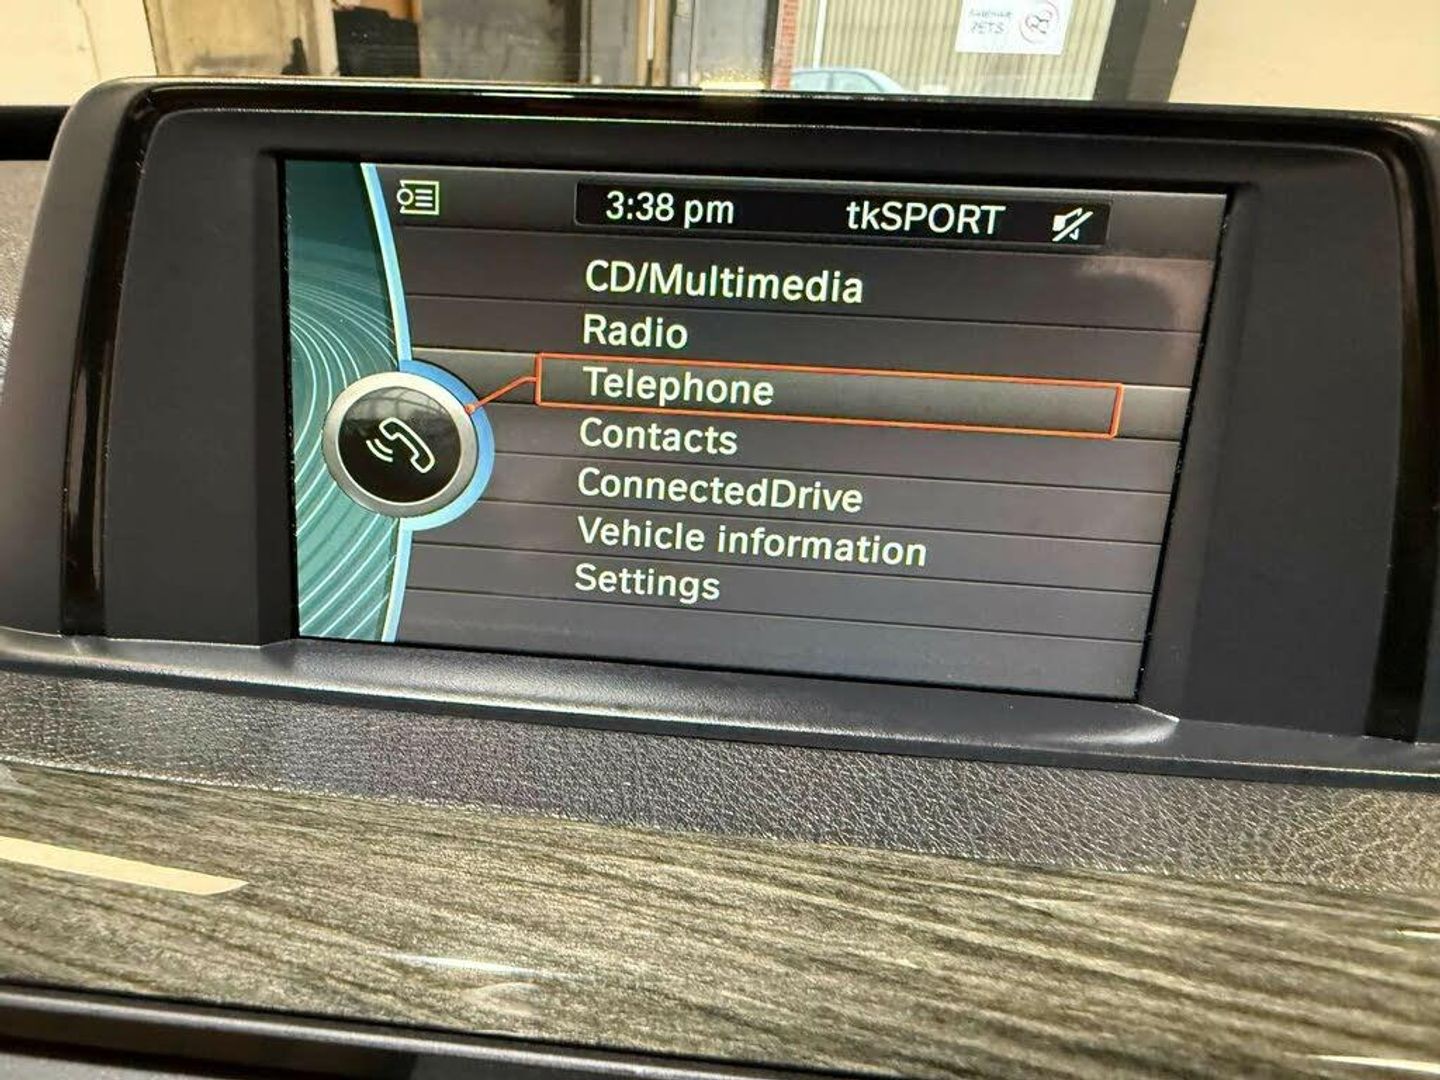 3:38 pm tkSPORT
CD/Multimedia
Radio
Telephone
Contacts
ConnectedDrive
Vehicle information
Settings